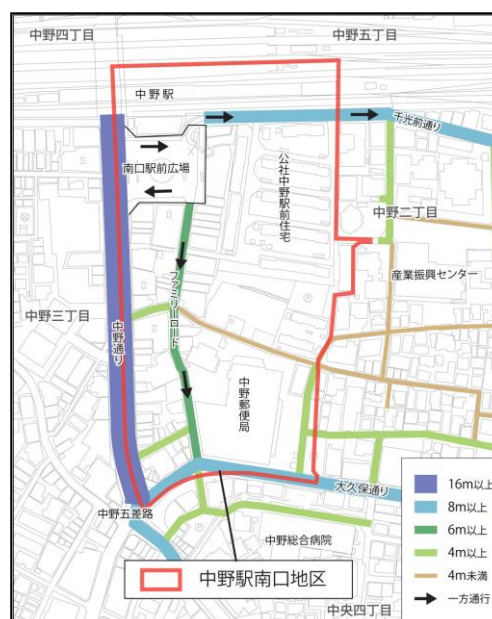 中野四丁目
中野五丁目
中野駅
千光前通り
南口駅前広場
公社中野駅前住宅
中野二丁目
産業振興センター
中野三丁目
中野通り
ファミリーロード
中野郵便局
大久保通り
中野五差路
中野総合病院
中野駅南口地区
中央四丁目
16m以上
8m以上
6m以上
4m以上
4m未満
一方通行